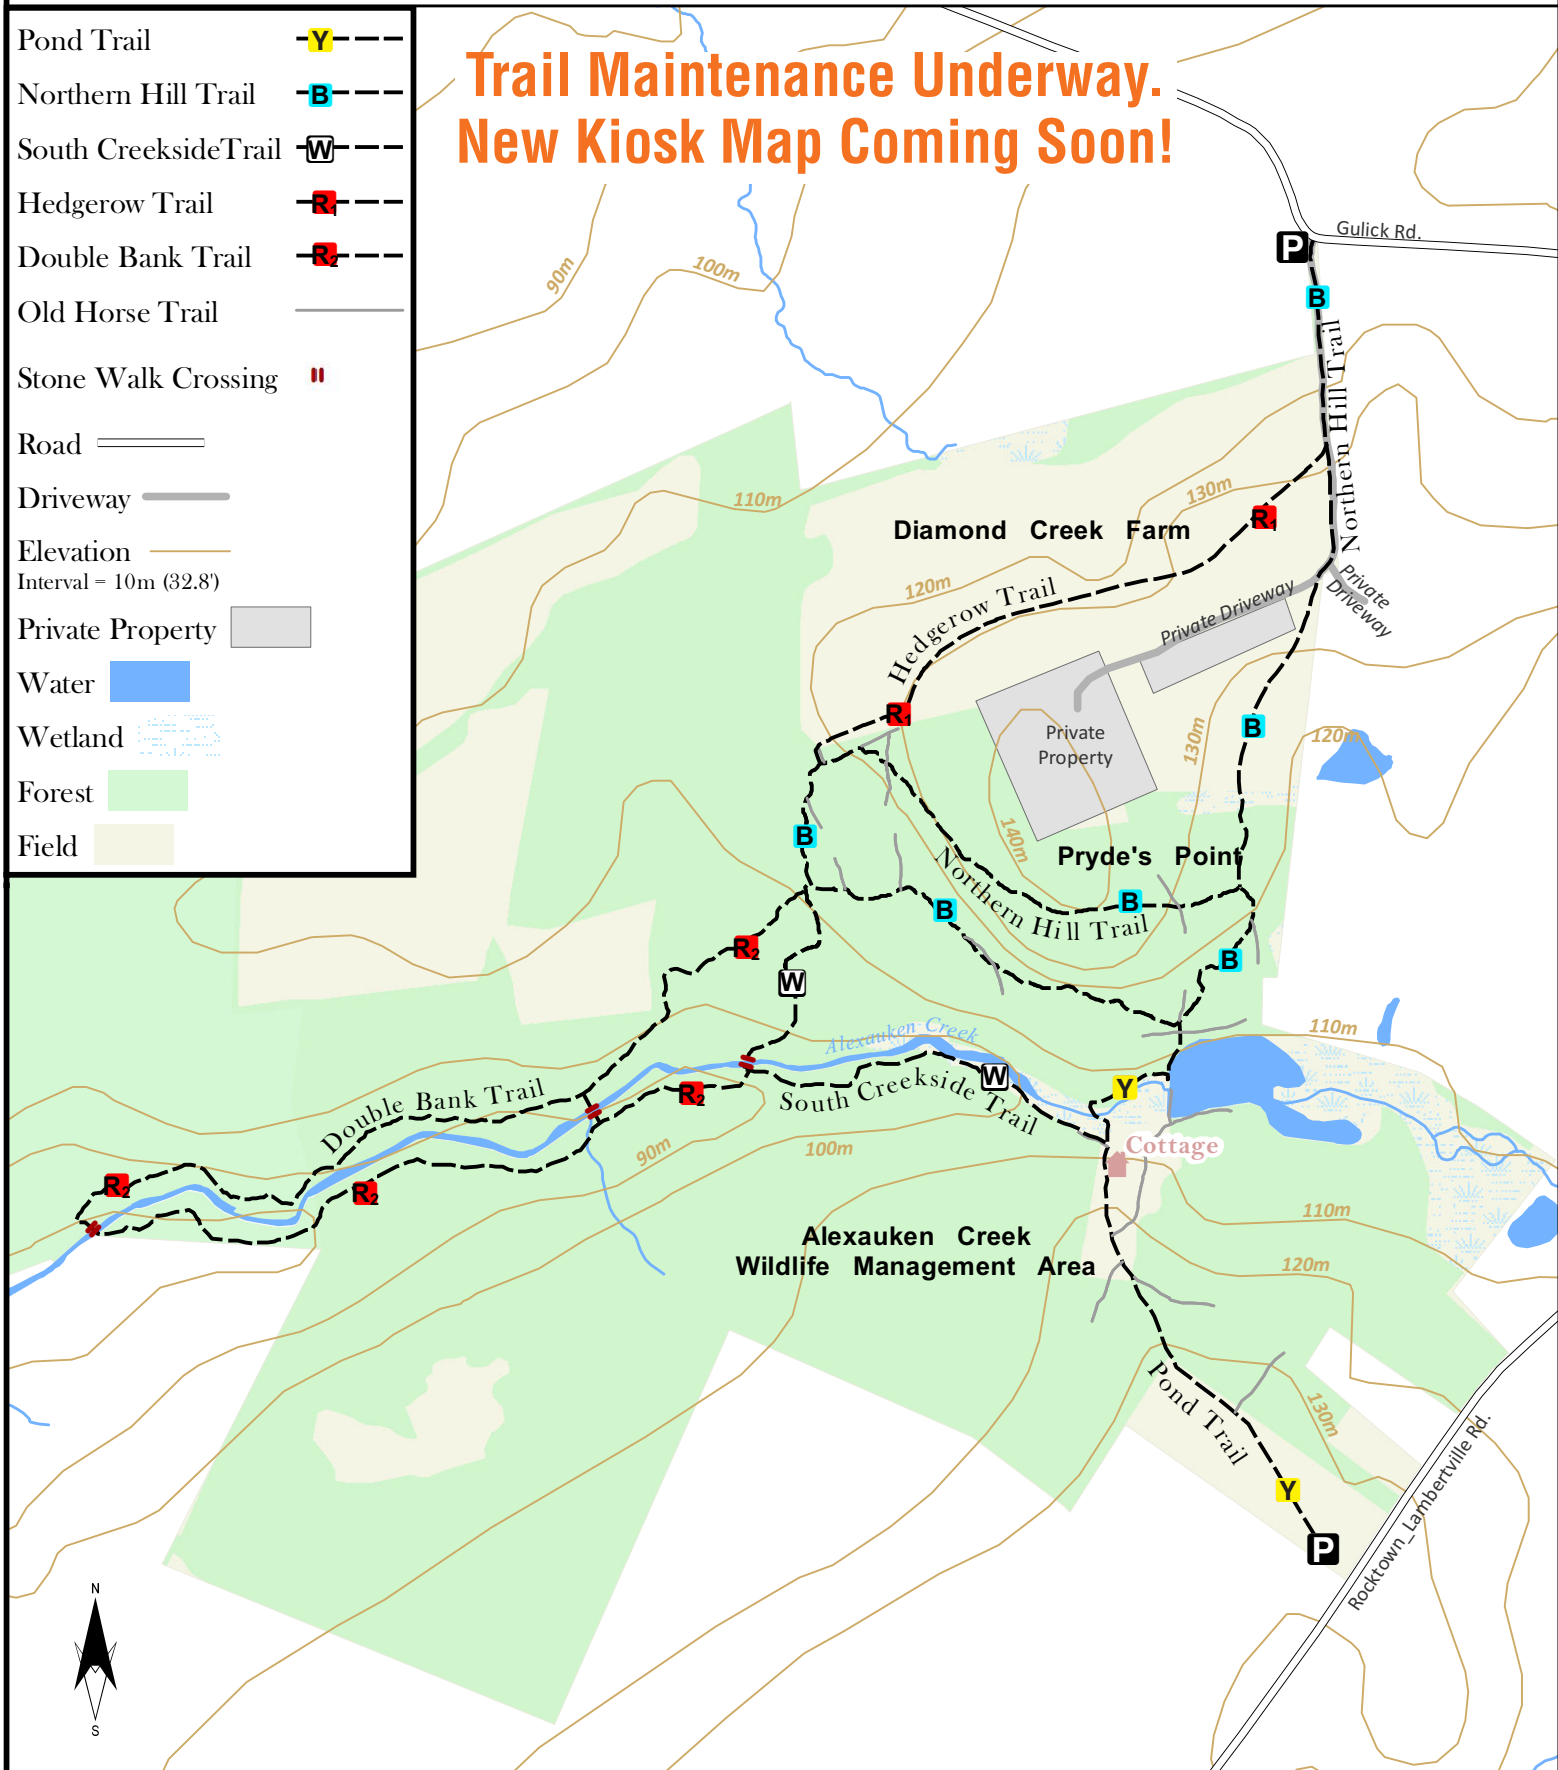 Pond Trail Y
Northern Hill Trail B
South CreeksideTrail W
Hedgerow Trail R1
Double Bank Trail R2
Old Horse Trail
Stone Walk Crossing
Road
Driveway
Elevation
Interval = 10m (32.8')
Private Property
Water
Wetland
Forest
Field
Trail Maintenance Underway.
New Kiosk Map Coming Soon!
Gulick Rd.
P
B
Northern Hill Trail
90m
100m
110m
130m
R1
Diamond Creek Farm
120m
Hedgerow Trail
Private Driveway
Private
Driveway
R1
Private
Property
130m
B
120m
B
140m
Pryde's Point
Northern Hill Trail
B
B
R2
W
B
Alexauken Creek
110m
Double Bank Trail
R2
South Creekside Trail
W
Y
Cottage
90m
100m
R2
R2
110m
Alexauken Creek
Wildlife Management Area
120m
Pond Trail
130m
Y
P
Rocktown_Lambertville Rd.
N
S